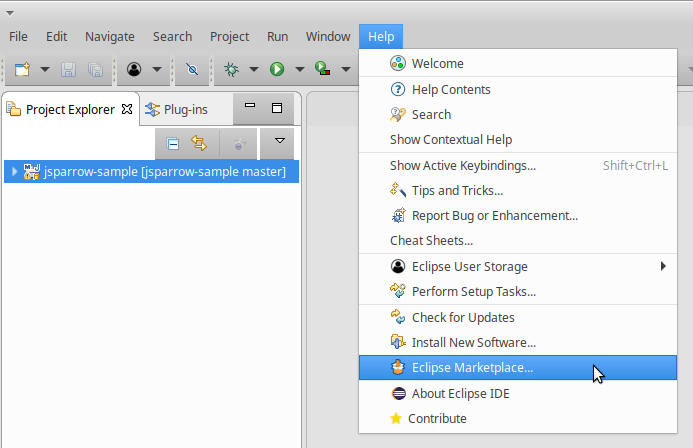 File Edit Navigate Search Project Run Window Help
Project Explorer Plug-ins
jsparrow-sample [jsparrow-sample master]
Welcome
Help Contents
Search
Show Contextual Help
Show Active Keybindings... Shift+Ctrl+L
Tips and Tricks...
Report Bug or Enhancement...
Cheat Sheets...
Eclipse User Storage
Perform Setup Tasks...
Check for Updates
Install New Software...
Eclipse Marketplace...
About Eclipse IDE
Contribute